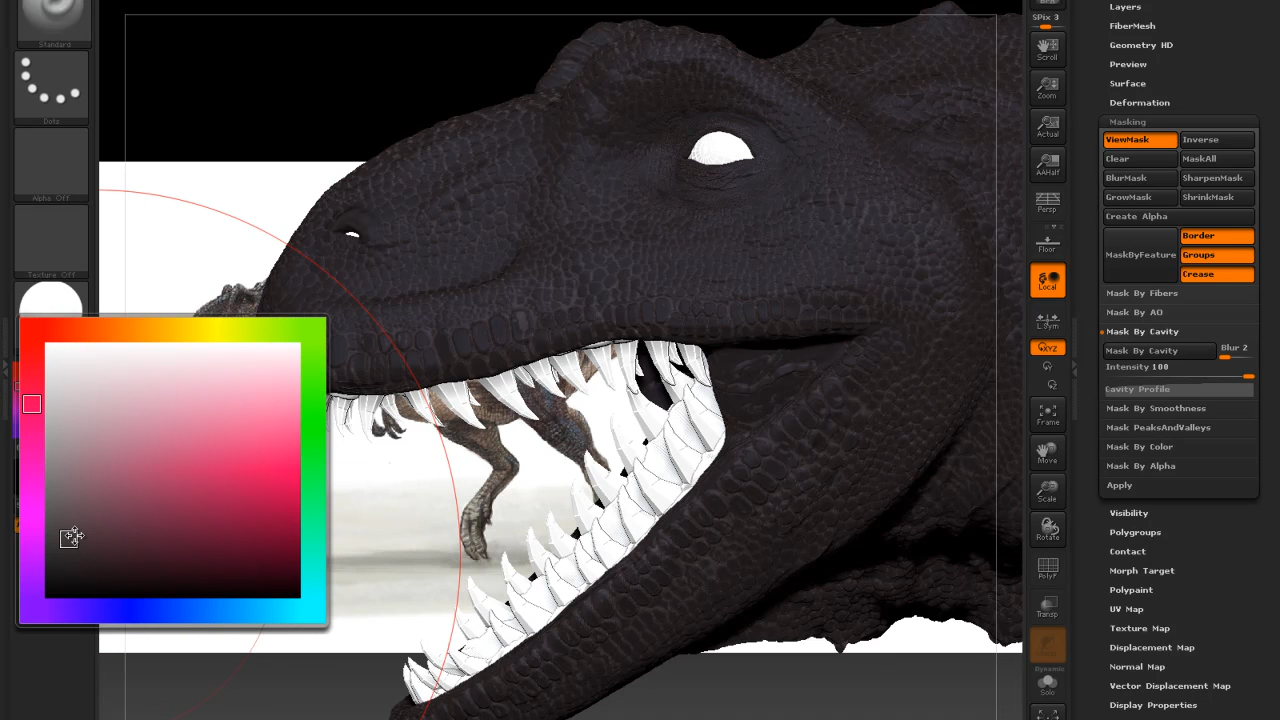 Standard
Dots
Alpha Off
Texture Off
SPix 3
Scroll
Zoom
Actual
AAHalf
Persp
Floor
Local
L.Sym
XYZ
Frame
Move
Scale
Rotate
PolyF
Transp
Dynamic
Solo
Layers
FiberMesh
Geometry HD
Preview
Surface
Deformation
Masking
ViewMask Inverse
Clear MaskAll
BlurMask SharpenMask
GrowMask ShrinkMask
Create Alpha
MaskByFeature
Border
Groups
Crease
Mask By Fibers
Mask By AO
Mask By Cavity
Mask By Cavity Blur 2
Intensity 100
Cavity Profile
Mask By Smoothness
Mask PeaksAndValleys
Mask By Color
Mask By Alpha
Apply
Visibility
Polygroups
Contact
Morph Target
Polypaint
UV Map
Texture Map
Displacement Map
Normal Map
Vector Displacement Map
Display Properties